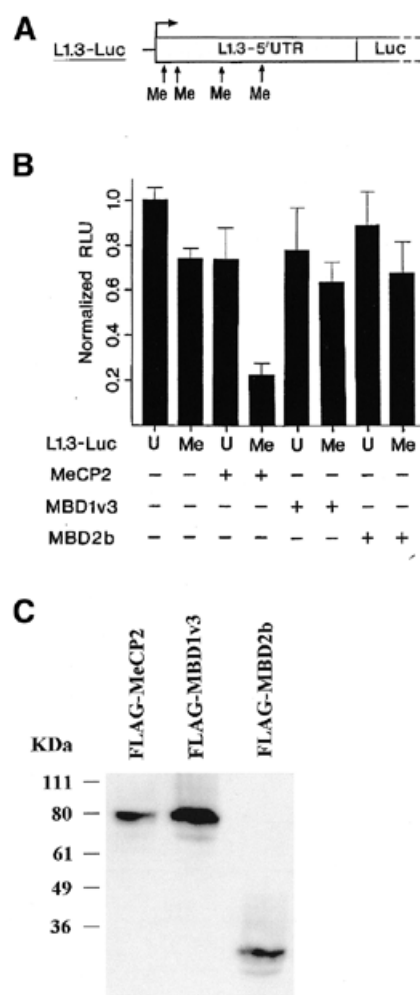 A
L1.3-Luc
L1.3-5'UTR
Luc
Me Me Me Me
B
Normalized RLU
1.0
0.8
0.6
0.4
0.2
L1.3-Luc U Me U Me U Me U Me
MeCP2 − − + + − − − −
MBD1v3 − − − − + + − −
MBD2b − − − − − − + +
C
FLAG-MeCP2
FLAG-MBD1v3
FLAG-MBD2b
KDa
111
80
61
49
36